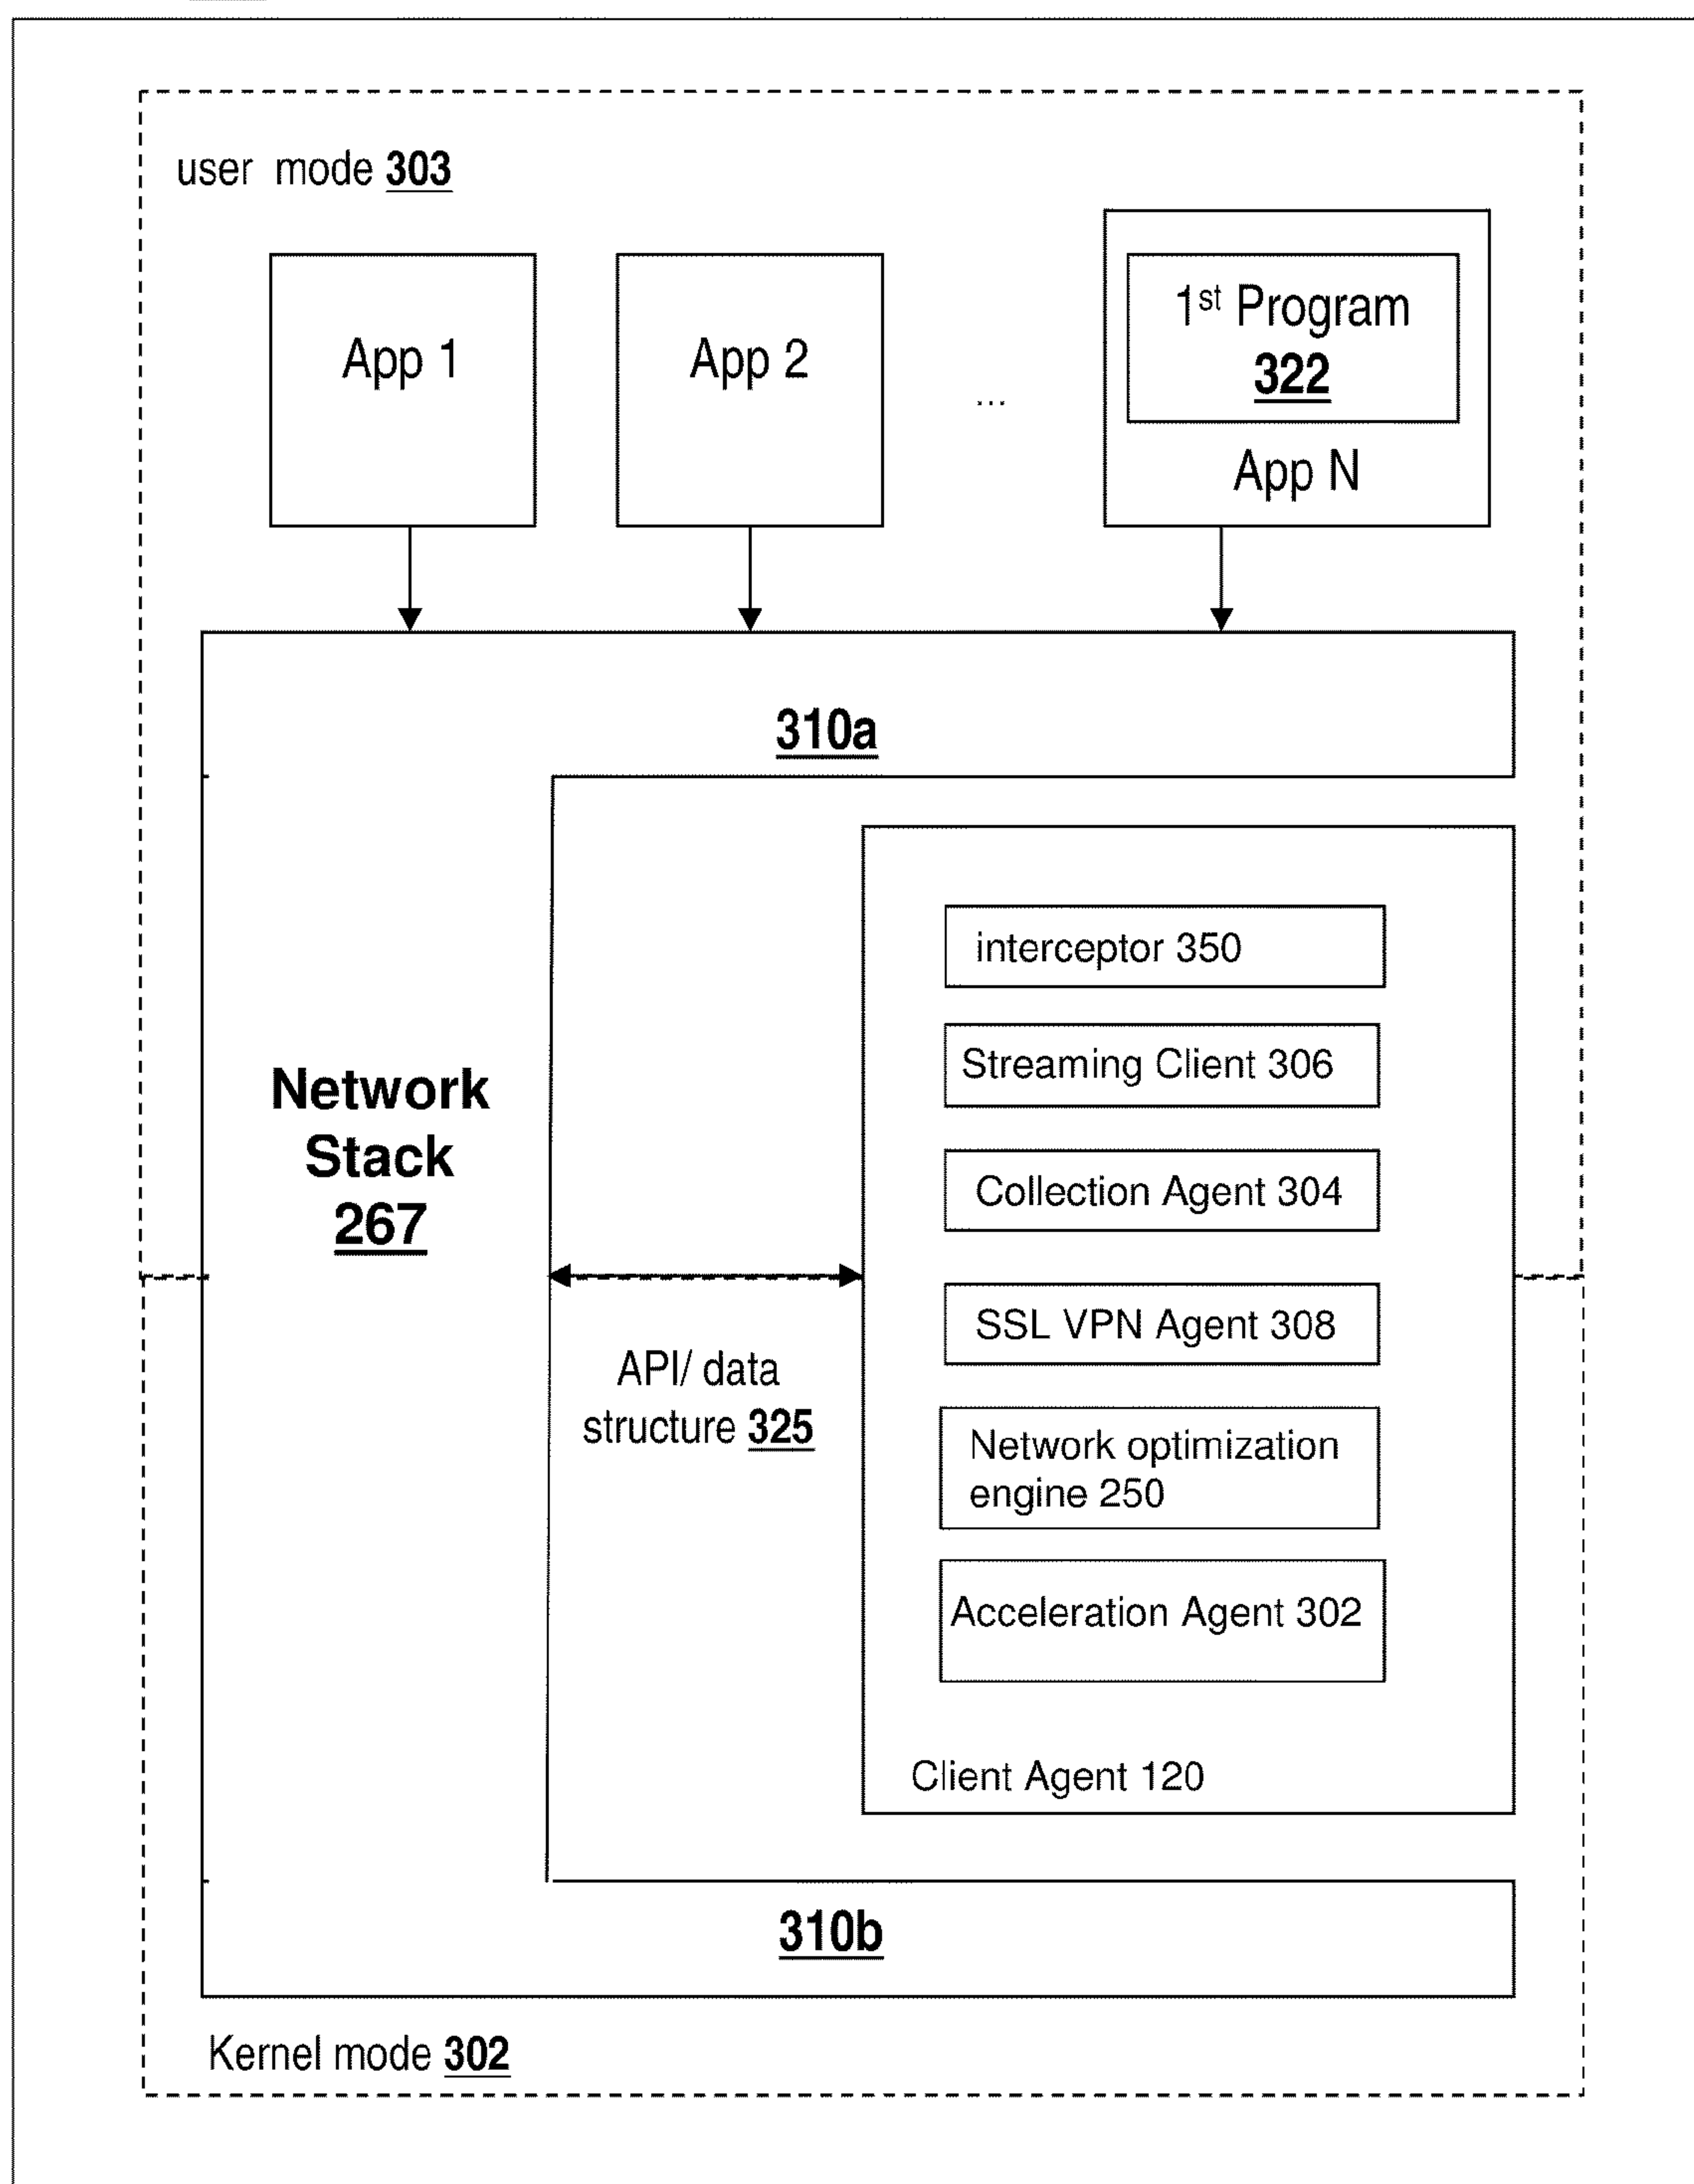 user mode 303
App 1
App 2
...
1st Program
322
App N
310a
Network
Stack
267
API/ data
structure 325
interceptor 350
Streaming Client 306
Collection Agent 304
SSL VPN Agent 308
Network optimization
engine 250
Acceleration Agent 302
Client Agent 120
310b
Kernel mode 302